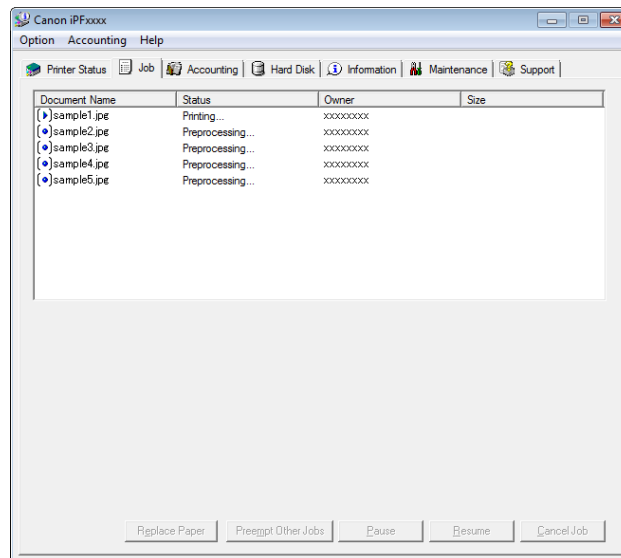 Canon iPFxxxx
Option Accounting Help
Printer Status Job Accounting Hard Disk Information Maintenance Support
Document Name Status Owner Size
sample1.jpg Printing... xxxxxxxx
sample2.jpg Preprocessing... xxxxxxxx
sample3.jpg Preprocessing... xxxxxxxx
sample4.jpg Preprocessing... xxxxxxxx
sample5.jpg Preprocessing... xxxxxxxx
Replace Paper Preempt Other Jobs Pause Resume Cancel Job